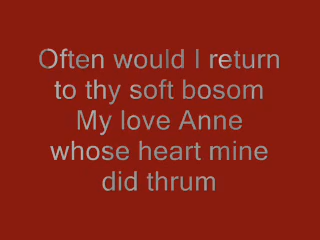 Often would I return
to thy soft bosom
My love Anne
whose heart mine
did thrum